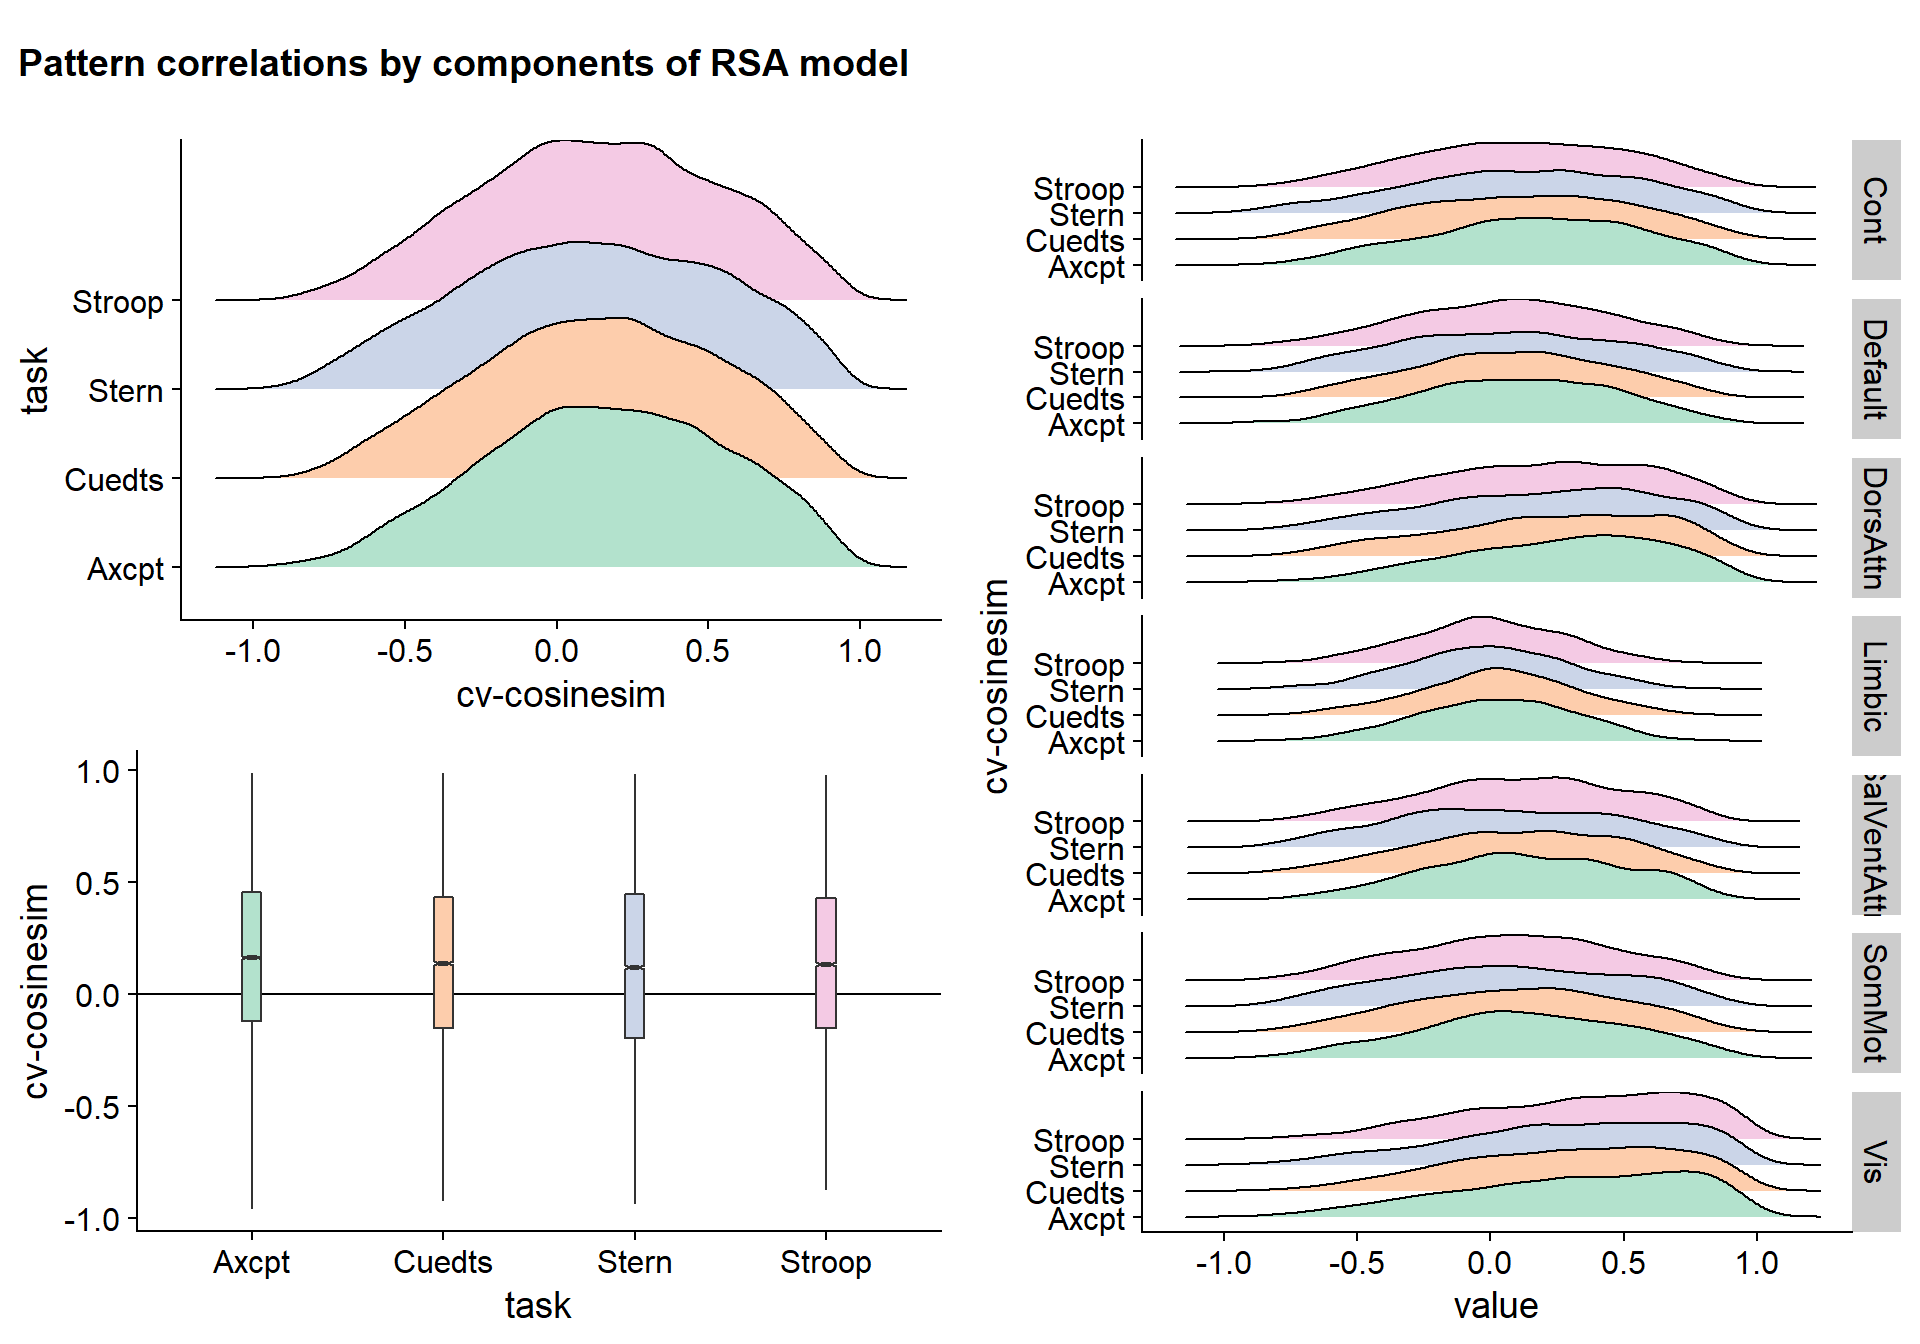 Pattern correlations by components of RSA model
task
Stroop
Stern
Cuedts
Axcpt
-1.0 -0.5 0.0 0.5 1.0
cv-cosinesim
cv-cosinesim
1.0
0.5
0.0
-0.5
-1.0
Axcpt Cuedts Stern Stroop
task
cv-cosinesim
Stroop
Stern
Cuedts
Axcpt
Cont
Stroop
Stern
Cuedts
Axcpt
Default
Stroop
Stern
Cuedts
Axcpt
DorsAttn
Stroop
Stern
Cuedts
Axcpt
Limbic
Stroop
Stern
Cuedts
Axcpt
SalVentAttn
Stroop
Stern
Cuedts
Axcpt
SomMot
Stroop
Stern
Cuedts
Axcpt
Vis
-1.0 -0.5 0.0 0.5 1.0
value